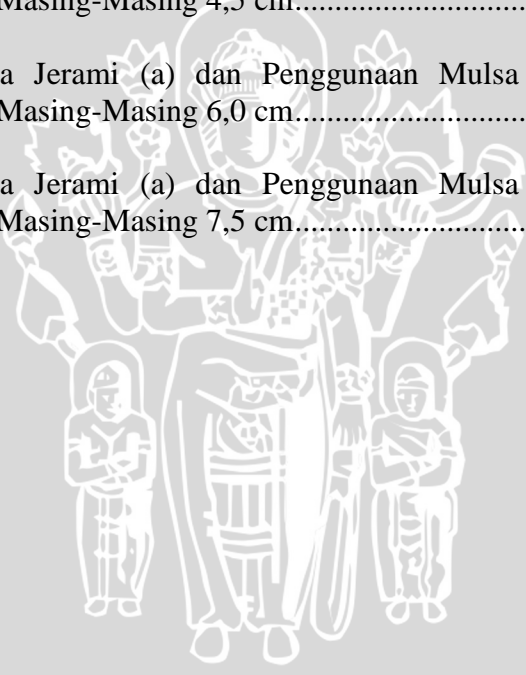 Masing-Masing 4,5 cm..............................
a Jerami (a) dan Penggunaan Mulsa
Masing-Masing 6,0 cm..............................
a Jerami (a) dan Penggunaan Mulsa
Masing-Masing 7,5 cm..............................